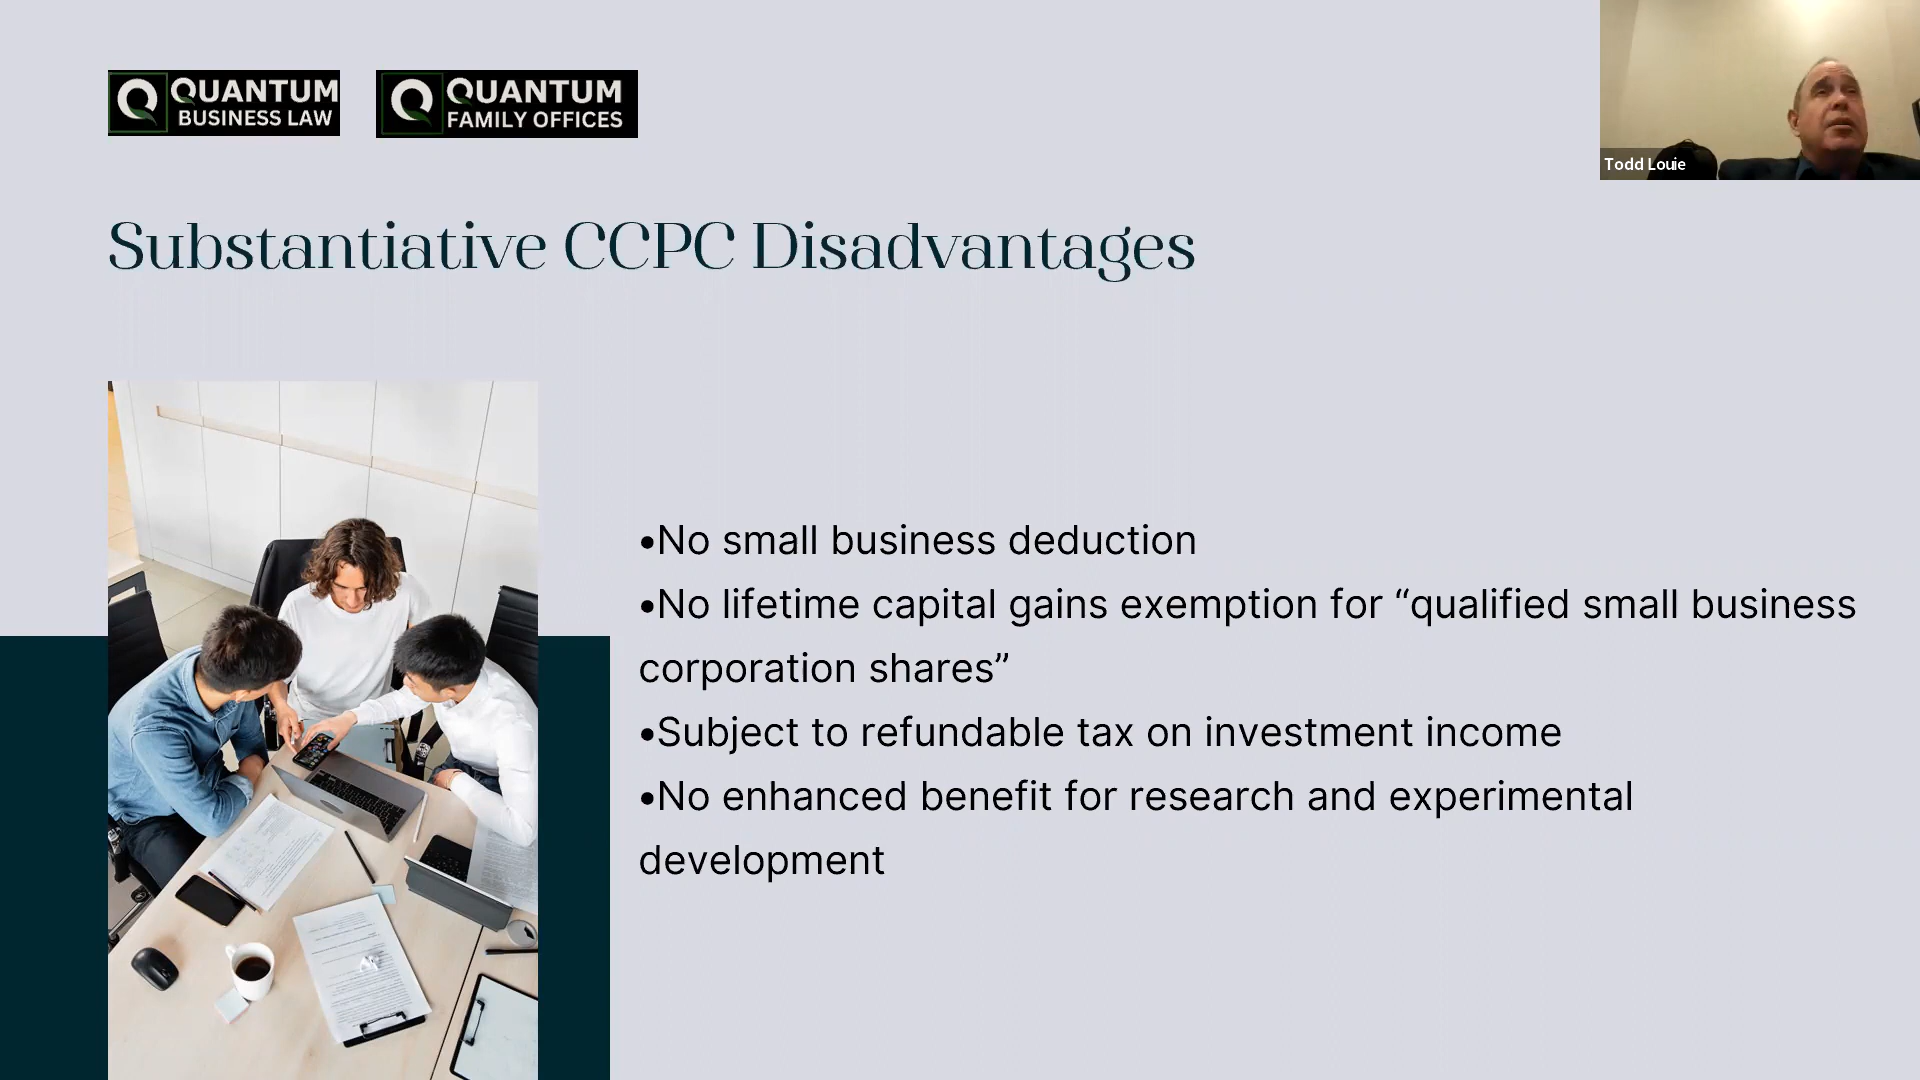 QUANTUM
BUSINESS LAW
QUANTUM
FAMILY OFFICES
Todd Louie
Substantiative CCPC Disadvantages
•No small business deduction
•No lifetime capital gains exemption for “qualified small business
corporation shares”
•Subject to refundable tax on investment income
•No enhanced benefit for research and experimental
development